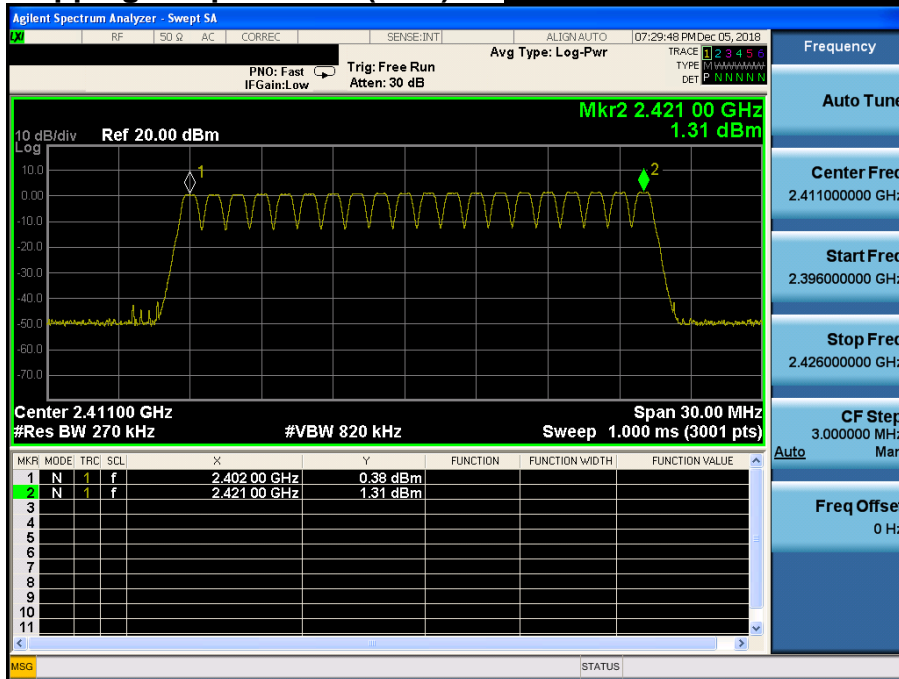 Agilent Spectrum Analyzer - Swept SA
LXI RF 50 Ω AC CORREC SENSE:INT ALIGN AUTO 07:29:48 PM Dec 05, 2018
Avg Type: Log-Pwr TRACE 1 2 3 4 5 6
PNO: Fast Trig: Free Run TYPE M
IFGain:Low Atten: 30 dB DET P N N N N N
Mkr2 2.421 00 GHz
10 dB/div Ref 20.00 dBm 1.31 dBm
Log
1 2
10.0
0.00
-10.0
-20.0
-30.0
-40.0
-50.0
-60.0
-70.0
Center 2.41100 GHz Span 30.00 MHz
#Res BW 270 kHz #VBW 820 kHz Sweep 1.000 ms (3001 pts)
MKR MODE TRC SCL X Y FUNCTION FUNCTION WIDTH FUNCTION VALUE
1 N 1 f 2.402 00 GHz 0.38 dBm
2 N 1 f 2.421 00 GHz 1.31 dBm
3
4
5
6
7
8
9
10
11
MSG STATUS
Frequency
Auto Tune
Center Freq
2.411000000 GHz
Start Freq
2.396000000 GHz
Stop Freq
2.426000000 GHz
CF Step
3.000000 MHz
Auto Man
Freq Offset
0 Hz